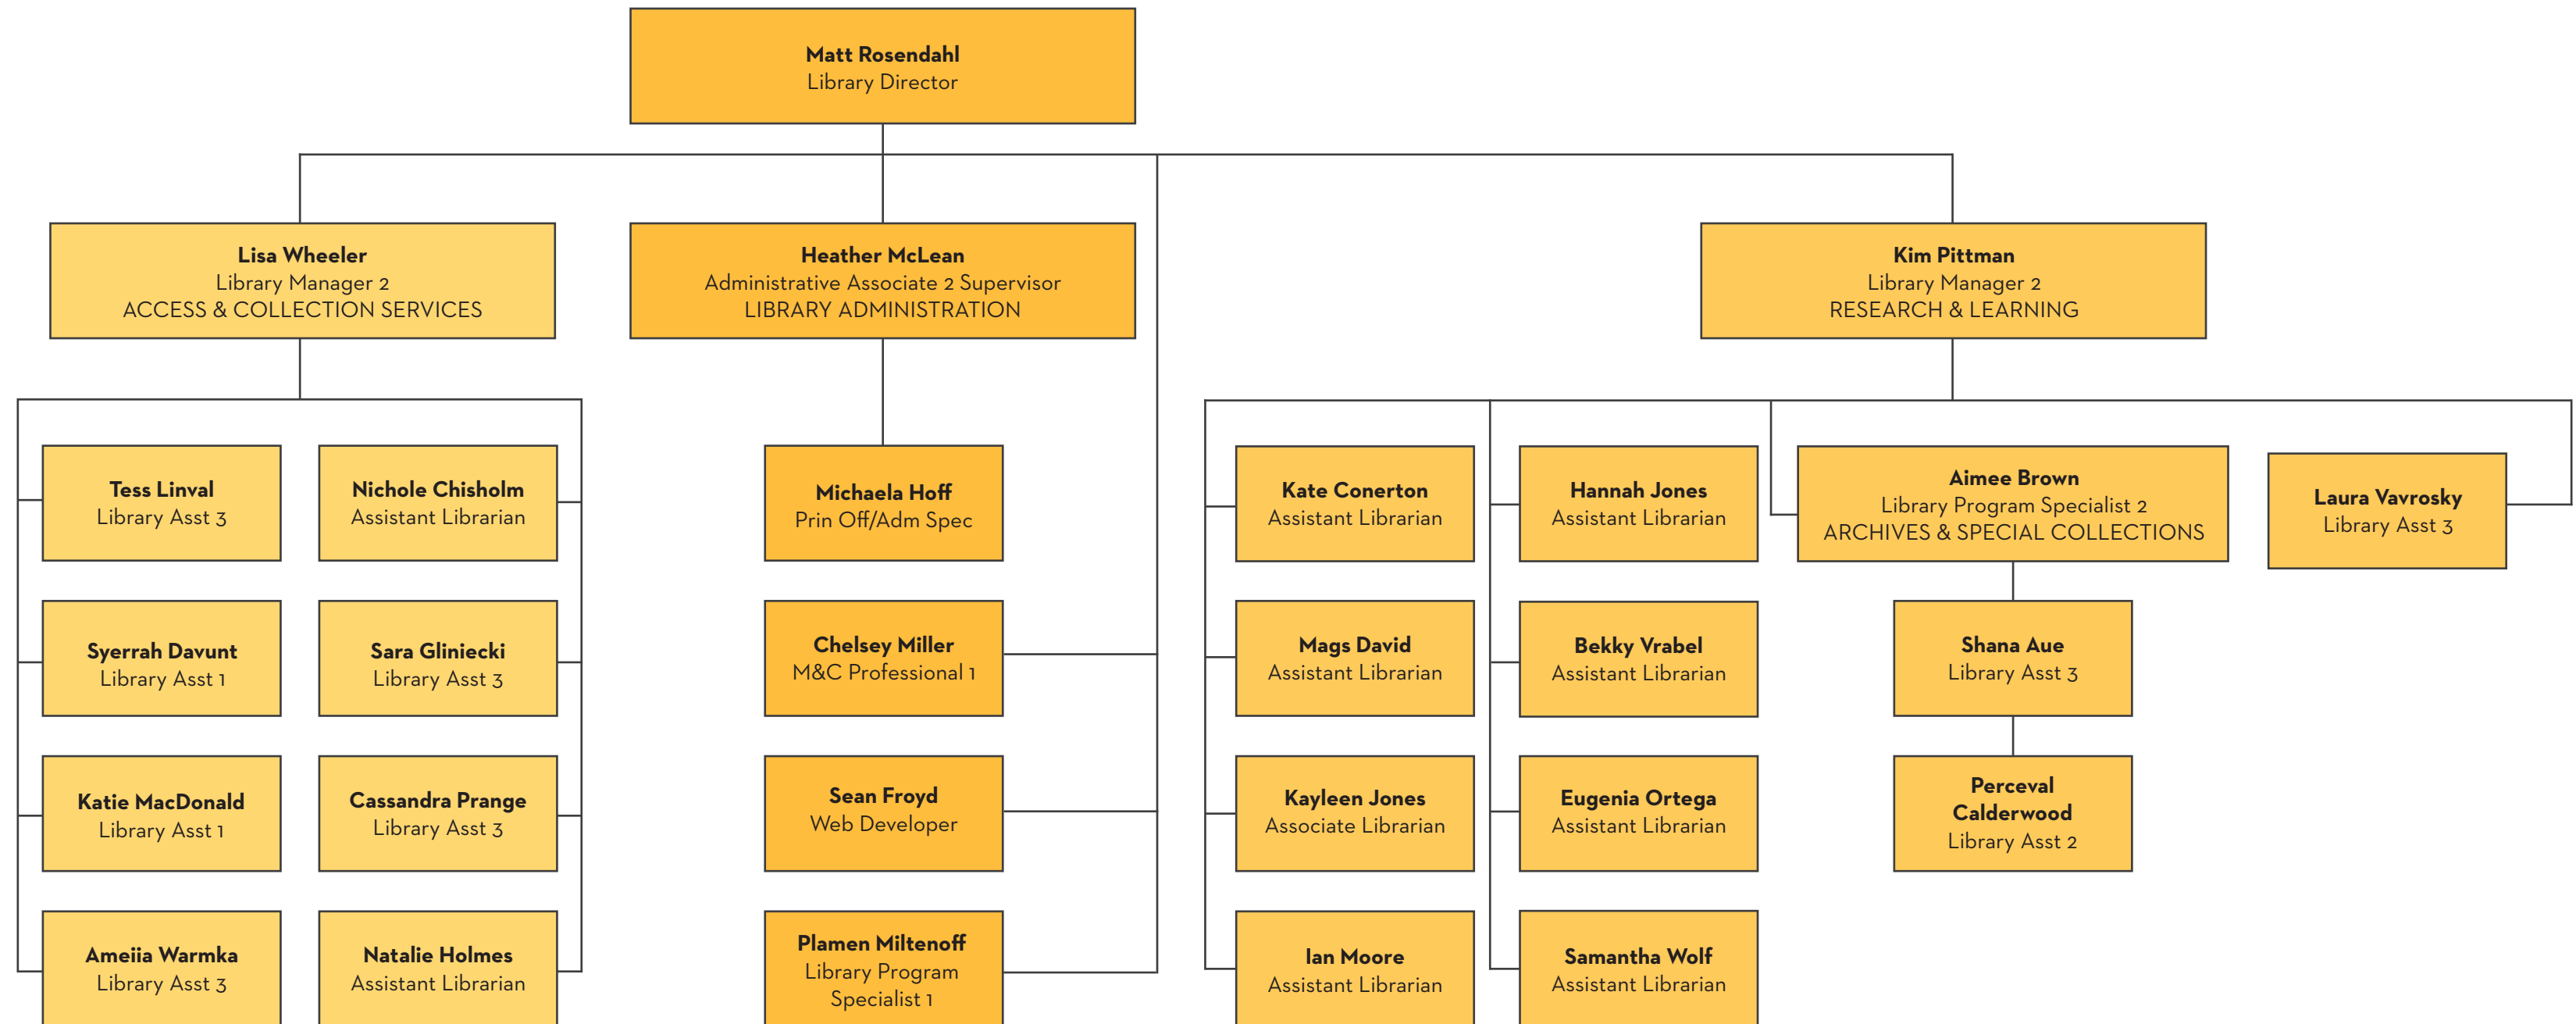 Matt Rosendahl
Library Director
Lisa Wheeler
Library Manager 2
ACCESS & COLLECTION SERVICES
Heather McLean
Administrative Associate 2 Supervisor
LIBRARY ADMINISTRATION
Kim Pittman
Library Manager 2
RESEARCH & LEARNING
Tess Linval
Library Asst 3
Nichole Chisholm
Assistant Librarian
Syerrah Davunt
Library Asst 1
Sara Gliniecki
Library Asst 3
Katie MacDonald
Library Asst 1
Cassandra Prange
Library Asst 3
Ameiia Warmka
Library Asst 3
Natalie Holmes
Assistant Librarian
Michaela Hoff
Prin Off/Adm Spec
Chelsey Miller
M&C Professional 1
Sean Froyd
Web Developer
Plamen Miltenoff
Library Program
Specialist 1
Kate Conerton
Assistant Librarian
Mags David
Assistant Librarian
Kayleen Jones
Associate Librarian
Ian Moore
Assistant Librarian
Hannah Jones
Assistant Librarian
Bekky Vrabel
Assistant Librarian
Eugenia Ortega
Assistant Librarian
Samantha Wolf
Assistant Librarian
Aimee Brown
Library Program Specialist 2
ARCHIVES & SPECIAL COLLECTIONS
Shana Aue
Library Asst 3
Perceval
Calderwood
Library Asst 2
Laura Vavrosky
Library Asst 3